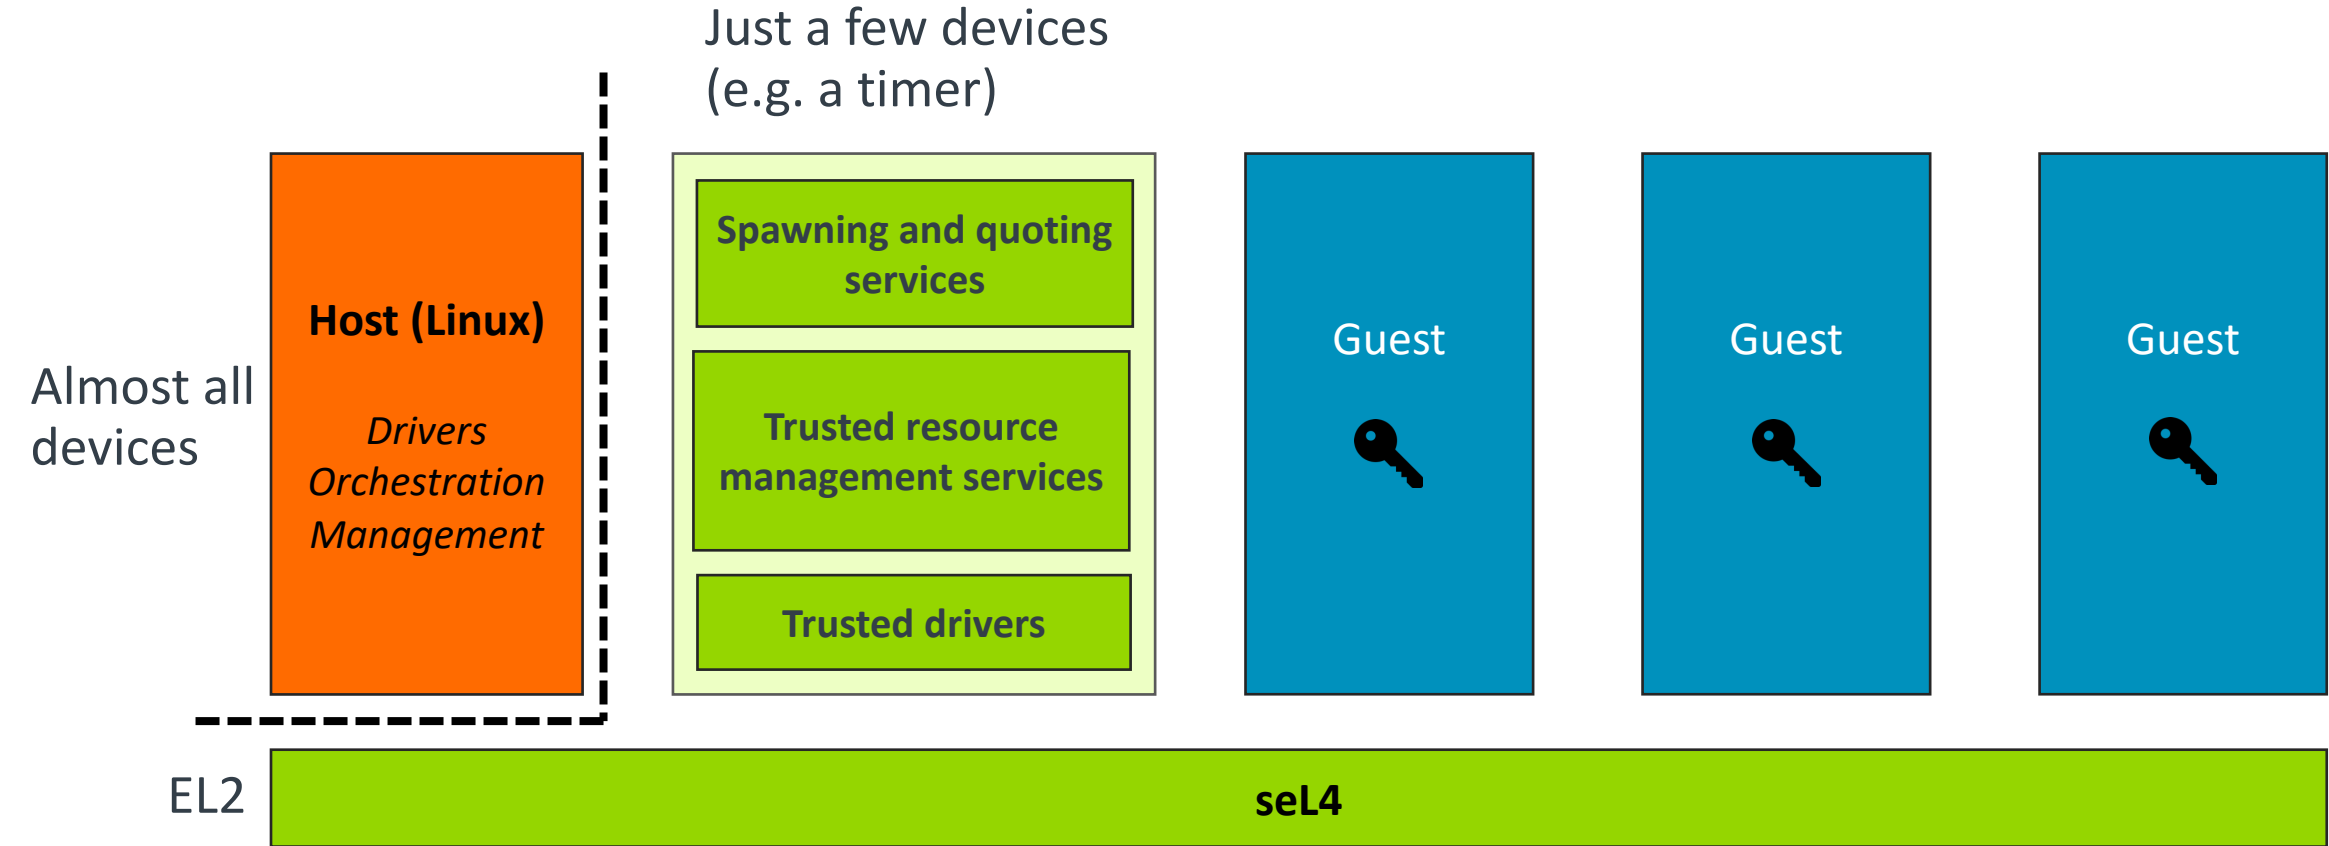 Just a few devices
(e.g. a timer)
Almost all
devices
Host (Linux)
Drivers
Orchestration
Management
Spawning and quoting
services
Trusted resource
management services
Trusted drivers
Guest
Guest
Guest
EL2
seL4